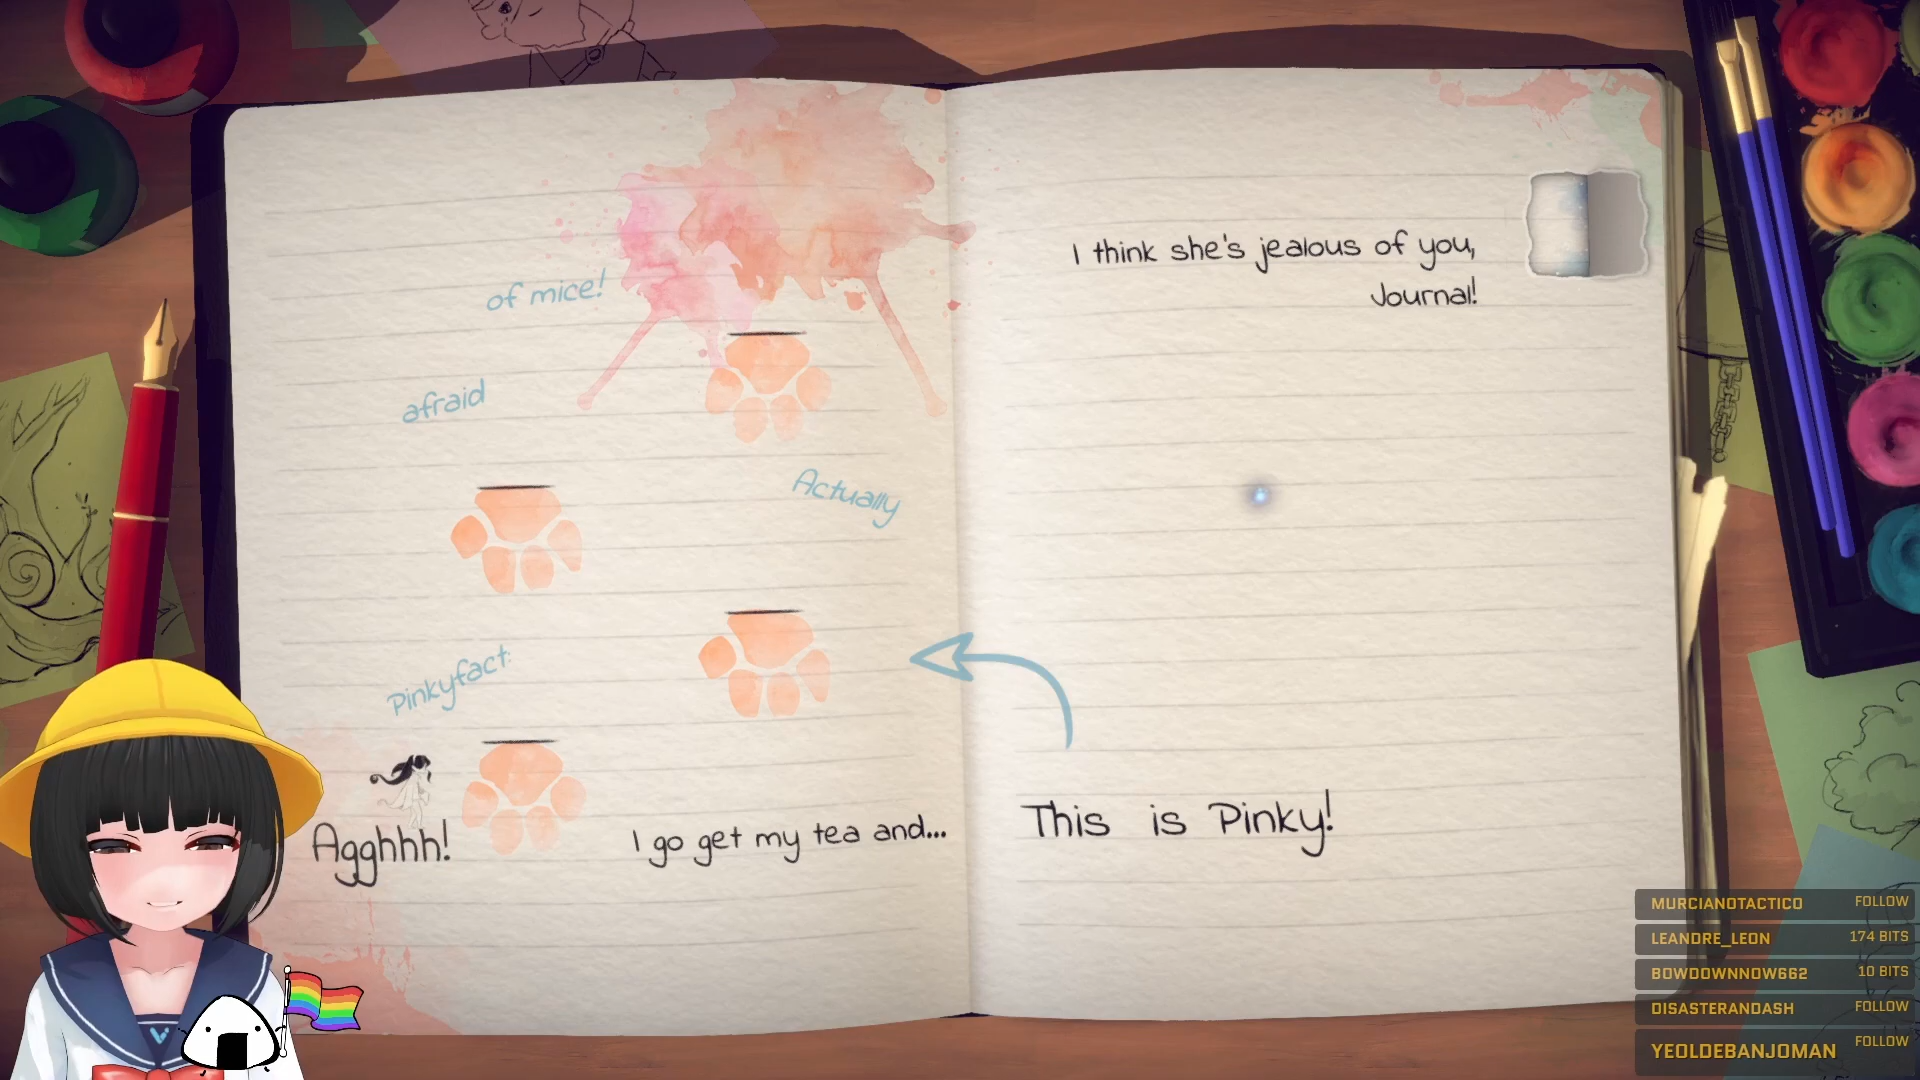 of mice!
afraid
Actually
Pinkyfact:
Agghhh!
I go get my tea and...
I think she's jealous of you,
Journal!
This is Pinky!
MURCIANOTACTICO FOLLOW
LEANDRE_LEON 174 BITS
BOWDOWNNOW662 10 BITS
DISASTERANDASH FOLLOW
YEOLDEBANJOMAN FOLLOW